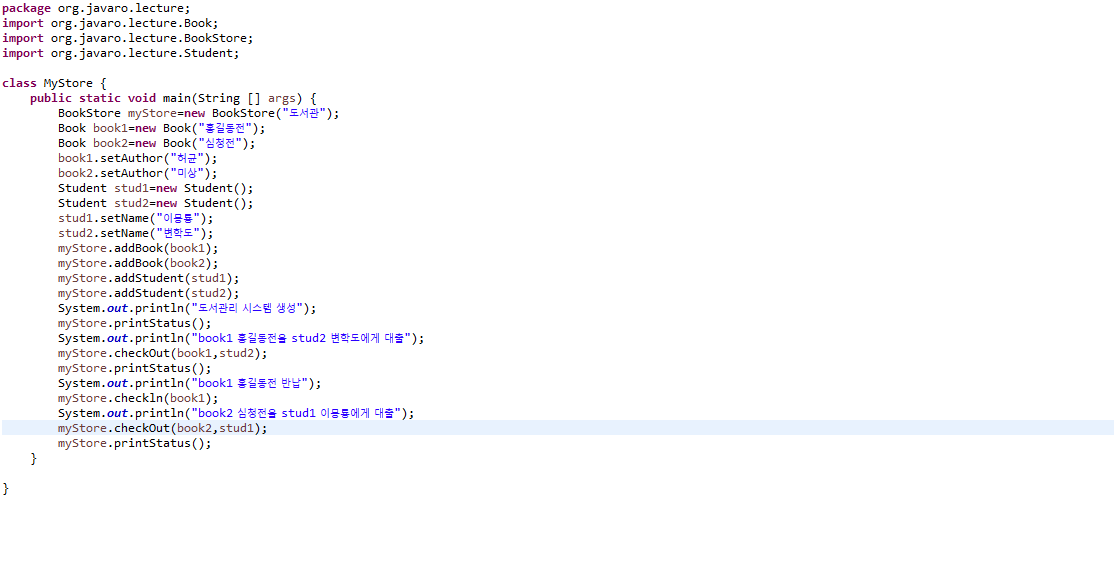 package org.javaro.lecture;
import org.javaro.lecture.Book;
import org.javaro.lecture.BookStore;
import org.javaro.lecture.Student;
class MyStore {
public static void main(String [] args) {
BookStore myStore=new BookStore("도서관");
Book book1=new Book("홍길동전");
Book book2=new Book("심청전");
book1.setAuthor("허균");
book2.setAuthor("미상");
Student stud1=new Student();
Student stud2=new Student();
stud1.setName("이몽룡");
stud2.setName("변학도");
myStore.addBook(book1);
myStore.addBook(book2);
myStore.addStudent(stud1);
myStore.addStudent(stud2);
System.out.println("도서관리 시스템 생성");
myStore.printStatus();
System.out.println("book1 홍길동전을 stud2 변학도에게 대출");
myStore.checkOut(book1,stud2);
myStore.printStatus();
System.out.println("book1 홍길동전 반납");
myStore.checkln(book1);
System.out.println("book2 심청전을 stud1 이몽룡에게 대출");
myStore.checkOut(book2,stud1);
myStore.printStatus();
}
}